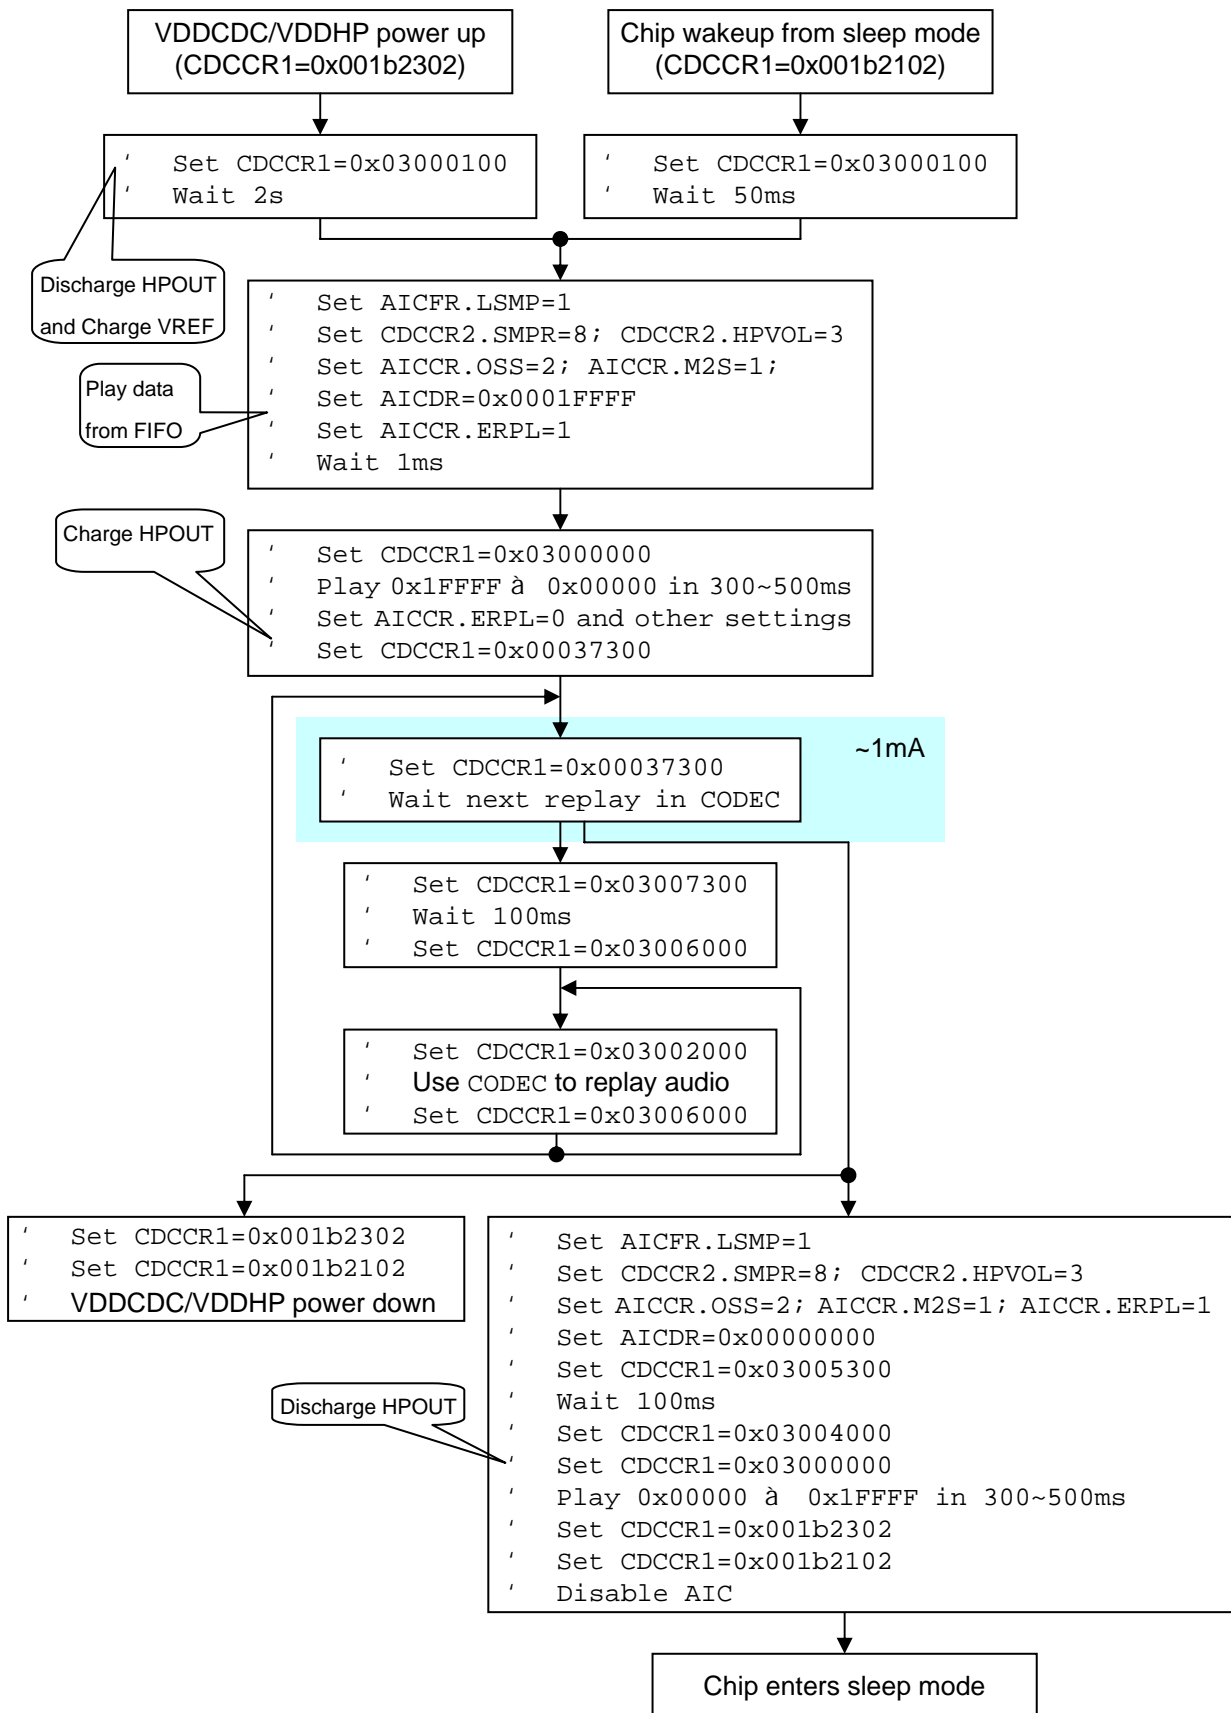 VDDCDC/VDDHP power up
(CDCCR1=0x001b2302)
Chip wakeup from sleep mode
(CDCCR1=0x001b2102)
‘ Set CDCCR1=0x03000100
‘ Wait 2s
‘ Set CDCCR1=0x03000100
‘ Wait 50ms
Discharge HPOUT
and Charge VREF
‘ Set AICFR.LSMP=1
‘ Set CDCCR2.SMPR=8; CDCCR2.HPVOL=3
‘ Set AICCR.OSS=2; AICCR.M2S=1;
‘ Set AICDR=0x0001FFFF
‘ Set AICCR.ERPL=1
‘ Wait 1ms
Play data
from FIFO
Charge HPOUT
‘ Set CDCCR1=0x03000000
‘ Play 0x1FFFF à 0x00000 in 300~500ms
‘ Set AICCR.ERPL=0 and other settings
‘ Set CDCCR1=0x00037300
~1mA
‘ Set CDCCR1=0x00037300
‘ Wait next replay in CODEC
‘ Set CDCCR1=0x03007300
‘ Wait 100ms
‘ Set CDCCR1=0x03006000
‘ Set CDCCR1=0x03002000
‘ Use CODEC to replay audio
‘ Set CDCCR1=0x03006000
‘ Set CDCCR1=0x001b2302
‘ Set CDCCR1=0x001b2102
‘ VDDCDC/VDDHP power down
‘ Set AICFR.LSMP=1
‘ Set CDCCR2.SMPR=8; CDCCR2.HPVOL=3
‘ Set AICCR.OSS=2; AICCR.M2S=1; AICCR.ERPL=1
‘ Set AICDR=0x00000000
‘ Set CDCCR1=0x03005300
‘ Wait 100ms
‘ Set CDCCR1=0x03004000
‘ Set CDCCR1=0x03000000
‘ Play 0x00000 à 0x1FFFF in 300~500ms
‘ Set CDCCR1=0x001b2302
‘ Set CDCCR1=0x001b2102
‘ Disable AIC
Discharge HPOUT
Chip enters sleep mode